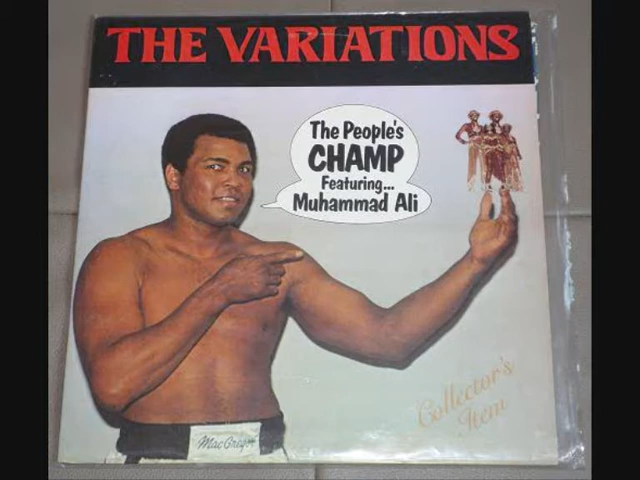 THE VARIATIONS
The People's
CHAMP
Featuring...
Muhammad Ali
Collector's
Item
MacGregor